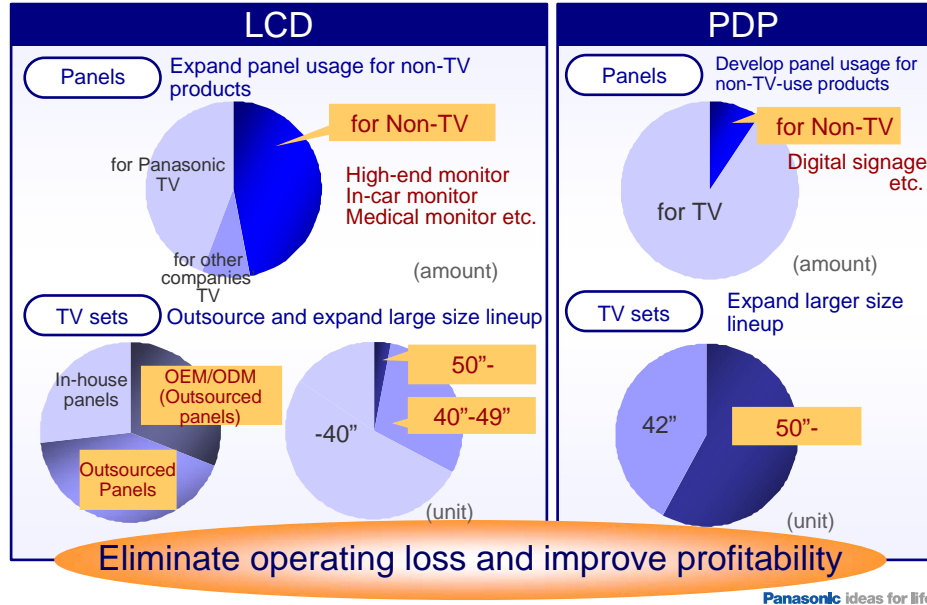 LCD
Panels
Expand panel usage for non-TV
products
for Non-TV
for Panasonic
TV
High-end monitor
In-car monitor
Medical monitor etc.
for other
companies
TV
(amount)
TV sets
Outsource and expand large size lineup
In-house
panels
OEM/ODM
(Outsourced
panels)
Outsourced
Panels
50”-
40”-49”
-40”
(unit)
PDP
Panels
Develop panel usage for
non-TV-use products
for Non-TV
Digital signage
etc.
for TV
(amount)
TV sets
Expand larger size
lineup
42”
50”-
(unit)
Eliminate operating loss and improve profitability
Panasonic ideas for life